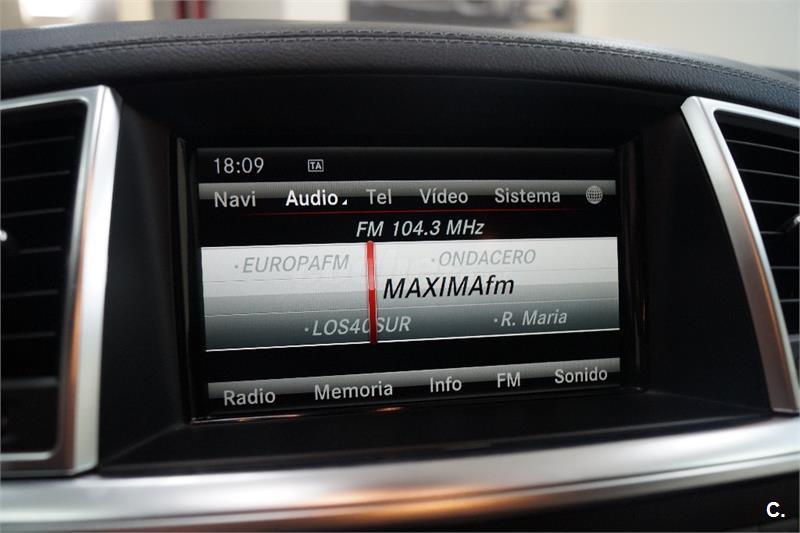 18:09 TA
Navi Audio Tel Vídeo Sistema
FM 104.3 MHz
·EUROPAFM ·ONDACERO
MAXIMAfm
·LOS40SUR ·R. Maria
Radio Memoria Info FM Sonido
C.